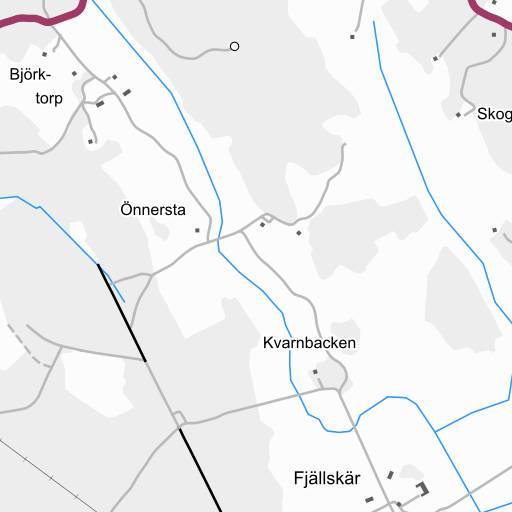 Björk-
torp
Skog
Önnersta
Kvarnbacken
Fjällskär